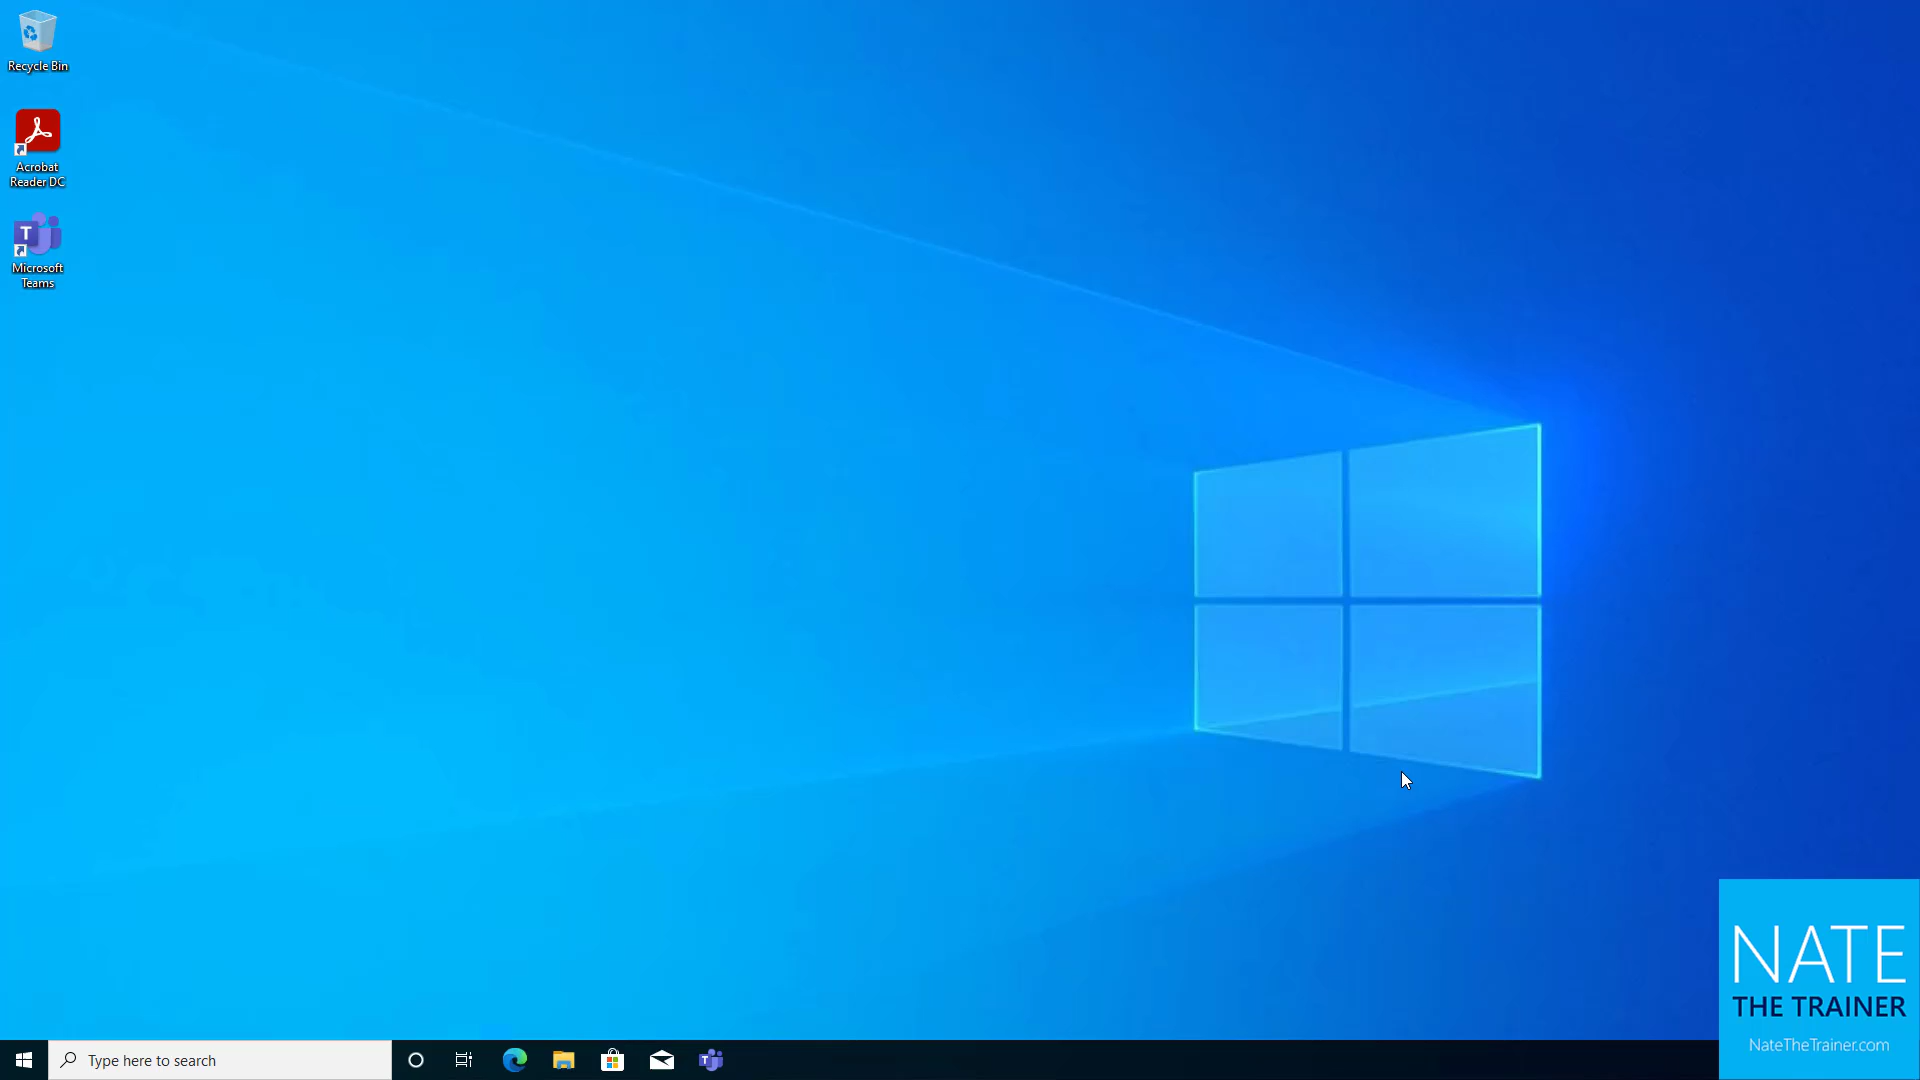 Recycle Bin
Acrobat
Reader DC
T
Microsoft
Teams
NATE
THE TRAINER
NateTheTrainer.com
Type here to search
T